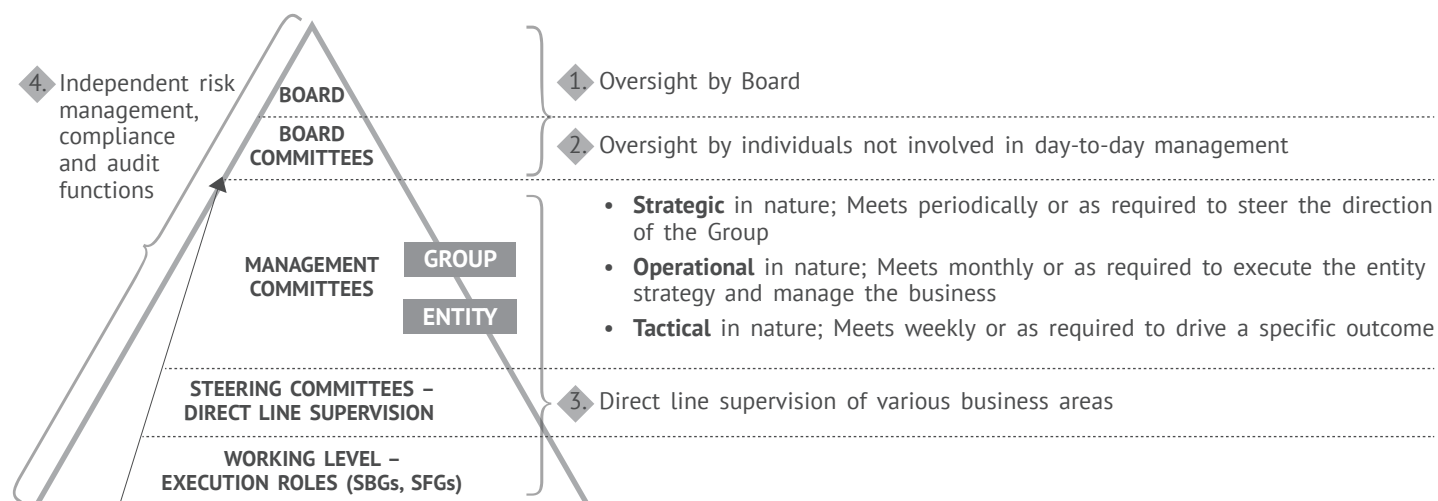 4. Independent risk
management,
compliance
and audit
functions
BOARD
1. Oversight by Board
BOARD
COMMITTEES
2. Oversight by individuals not involved in day-to-day management
MANAGEMENT
COMMITTEES
GROUP
ENTITY
• Strategic in nature; Meets periodically or as required to steer the direction
of the Group
• Operational in nature; Meets monthly or as required to execute the entity
strategy and manage the business
• Tactical in nature; Meets weekly or as required to drive a specific outcome
STEERING COMMITTEES –
DIRECT LINE SUPERVISION
3. Direct line supervision of various business areas
WORKING LEVEL –
EXECUTION ROLES (SBGs, SFGs)